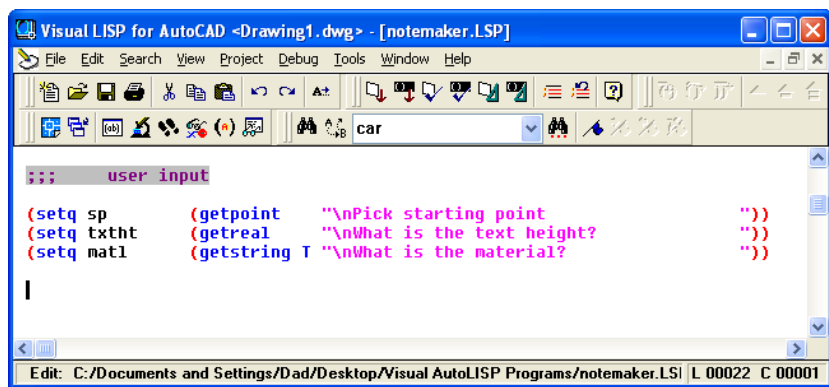 Visual LISP for AutoCAD <Drawing1.dwg> - [notemaker.LSP]
File Edit Search View Project Debug Tools Window Help
car
;;; user input
(setq sp (getpoint "\nPick starting point "))
(setq txtht (getreal "\nWhat is the text height? "))
(setq matl (getstring T "\nWhat is the material? "))
Edit: C:/Documents and Settings/Dad/Desktop/Visual AutoLISP Programs/notemaker.LSI L 00022 C 00001